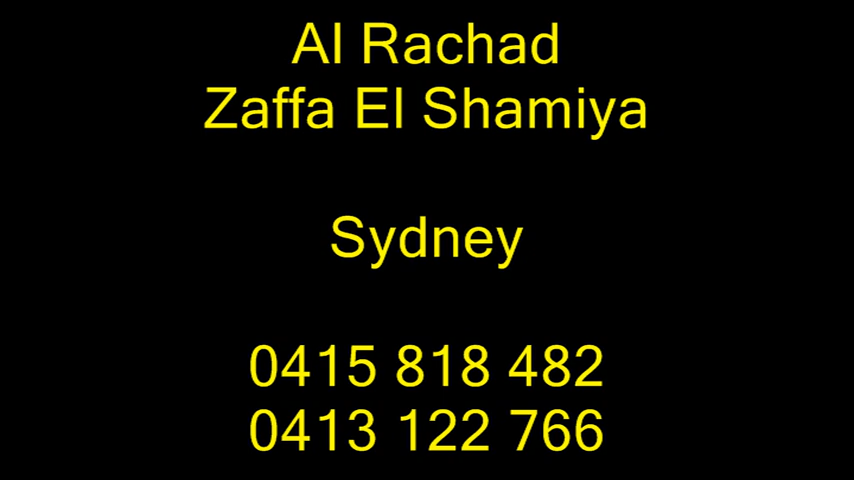 Al Rachad
Zaffa El Shamiya
Sydney
0415 818 482
0413 122 766